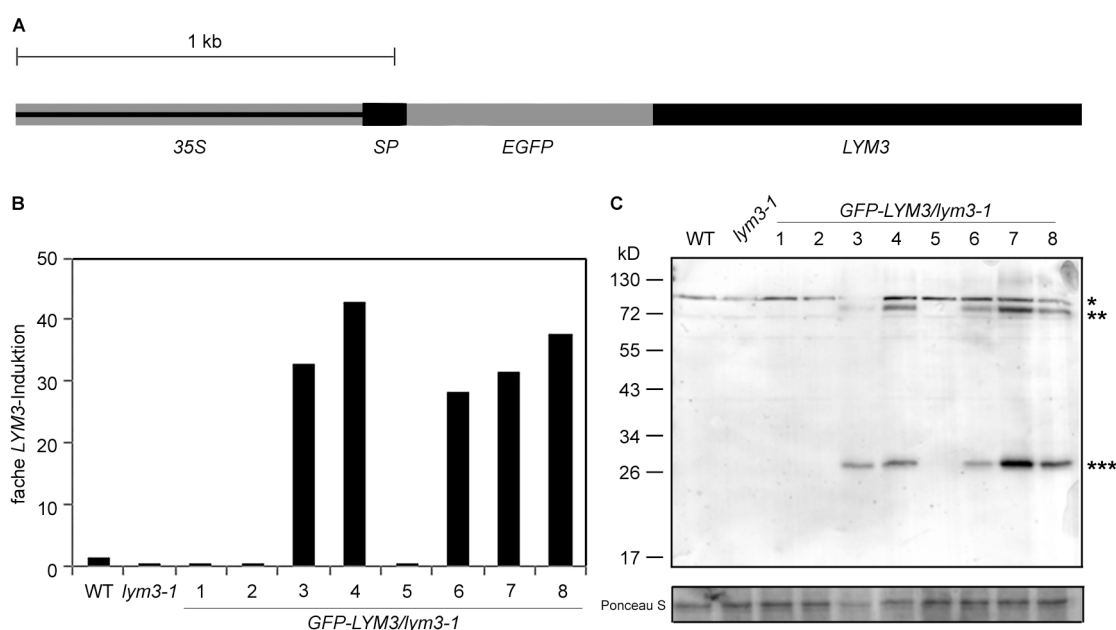 A
1 kb
35S SP EGFP LYM3
B
fache LYM3-Induktion
50
40
30
20
10
0
WT lym3-1 1 2 3 4 5 6 7 8
GFP-LYM3/lym3-1
C
GFP-LYM3/lym3-1
WT lym3-1 1 2 3 4 5 6 7 8
kD
130
*
72
**
55
43
34
26
***
17
Ponceau S